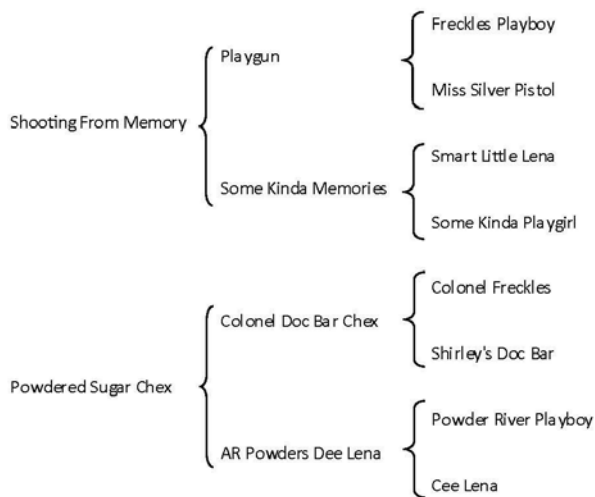 Freckles Playboy
Playgun
Miss Silver Pistol
Shooting From Memory
Smart Little Lena
Some Kinda Memories
Some Kinda Playgirl
Colonel Freckles
Colonel Doc Bar Chex
Shirley's Doc Bar
Powdered Sugar Chex
Powder River Playboy
AR Powders Dee Lena
Cee Lena